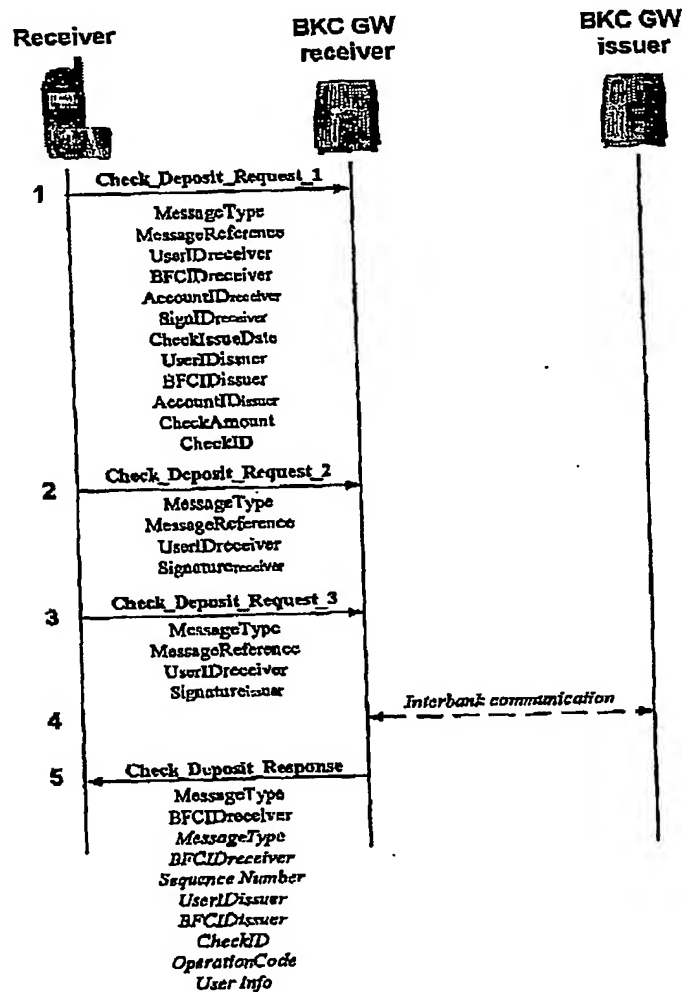 Receiver
BKC GW
receiver
BKC GW
issuer
1
Check_Deposit_Request_1
MessageType
MessageReference
UserIDreceiver
BFCIDreceiver
AccountIDreceiver
SignIDreceiver
CheckIssueDate
UserIDissuer
BFCIDissuer
AccountIDissuer
CheckAmount
CheckID
2
Check_Deposit_Request_2
MessageType
MessageReference
UserIDreceiver
Signaturereceiver
3
Check_Deposit_Request_3
MessageType
MessageReference
UserIDreceiver
Signatureissuer
4
Interbank communication
5
Check_Deposit_Response
MessageType
BFCIDreceiver
MessageType
BFCIDreceiver
Sequence Number
UserIDissuer
BFCIDissuer
CheckID
OperationCode
User Info